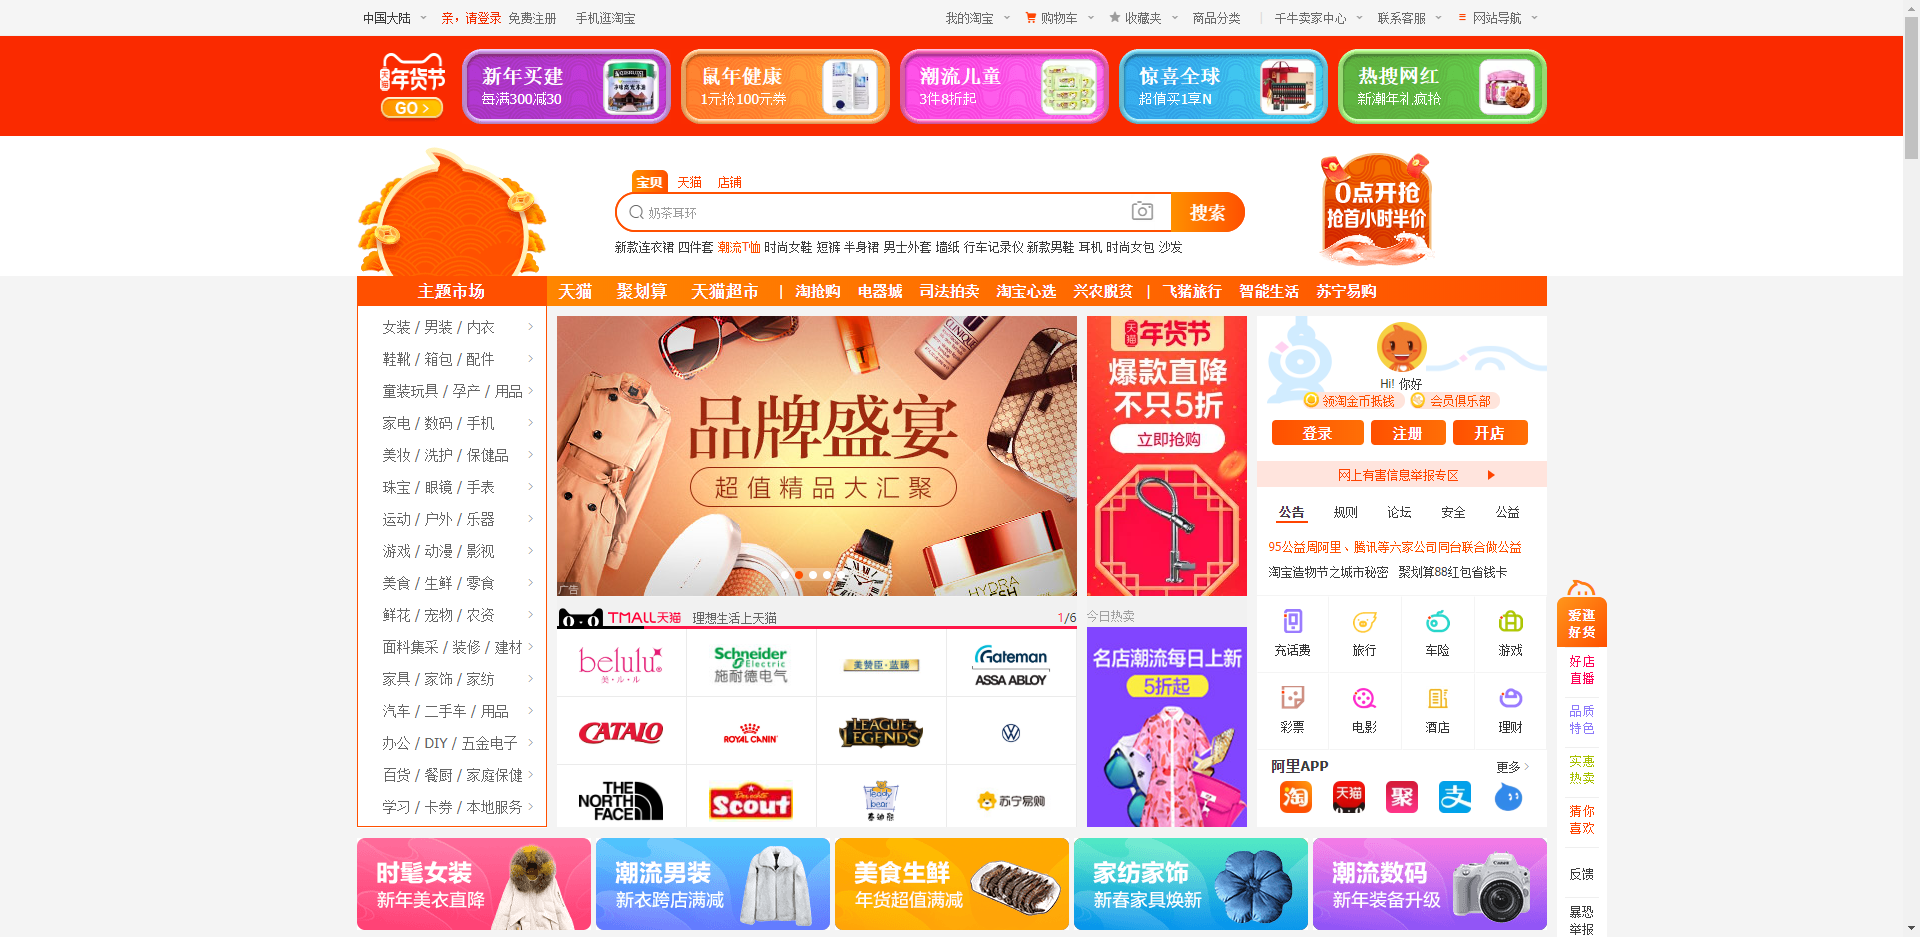 中国大陆 亲，请登录 免费注册 手机逛淘宝 我的淘宝 购物车 收藏夹 商品分类 千牛卖家中心 联系客服 网站导航
天猫 年货节 GO >
新年买建
每满300减30
鼠年健康
1元抢100元券
潮流儿童
3件8折起
惊喜全球
超值买1享N
热搜网红
新潮年礼疯抢
宝贝 天猫 店铺
奶茶耳环 搜索
新款连衣裙 四件套 潮流T恤 时尚女鞋 短裤 半身裙 男士外套 墙纸 行车记录仪 新款男鞋 耳机 时尚女包 沙发
0点开抢
抢首小时半价
主题市场 天猫 聚划算 天猫超市 | 淘抢购 电器城 司法拍卖 淘宝心选 兴农脱贫 | 飞猪旅行 智能生活 苏宁易购
女装 / 男装 / 内衣
鞋靴 / 箱包 / 配件
童装玩具 / 孕产 / 用品
家电 / 数码 / 手机
美妆 / 洗护 / 保健品
珠宝 / 眼镜 / 手表
运动 / 户外 / 乐器
游戏 / 动漫 / 影视
美食 / 生鲜 / 零食
鲜花 / 宠物 / 农资
面料集采 / 装修 / 建材
家具 / 家饰 / 家纺
汽车 / 二手车 / 用品
办公 / DIY / 五金电子
百货 / 餐厨 / 家庭保健
学习 / 卡券 / 本地服务
CLINIQUE
品牌盛宴
超值精品大汇聚
HYDRA
广告
天猫 年货节
爆款直降
不只5折
立即抢购
TMALL天猫 理想生活上天猫 1/6
belulu
美·ル·ル
Schneider
Electric
施耐德电气
美赞臣·蓝臻
Gateman
ASSA ABLOY
CATALO
ROYAL CANIN
LEAGUE
of LEGENDS
THE
NORTH
FACE
Der echte
Scout
teddy
bear
苏宁易购
今日热卖
名店潮流每日上新
5折起
Hi! 你好
领淘金币抵钱 会员俱乐部
登录 注册 开店
网上有害信息举报专区
公告 规则 论坛 安全 公益
95公益周阿里、腾讯等六家公司同台联合做公益
淘宝造物节之城市秘密 聚划算88红包省钱卡
充话费 旅行 车险 游戏
彩票 电影 酒店 理财
阿里APP 更多
淘 天猫 聚 支
爱逛
好货
好店
直播
品质
特色
实惠
热卖
猜你
喜欢
反馈
暴恐
举报
时髦女装
新年美衣直降
潮流男装
新衣跨店满减
美食生鲜
年货超值满减
家纺家饰
新春家具焕新
潮流数码
新年装备升级
Canon